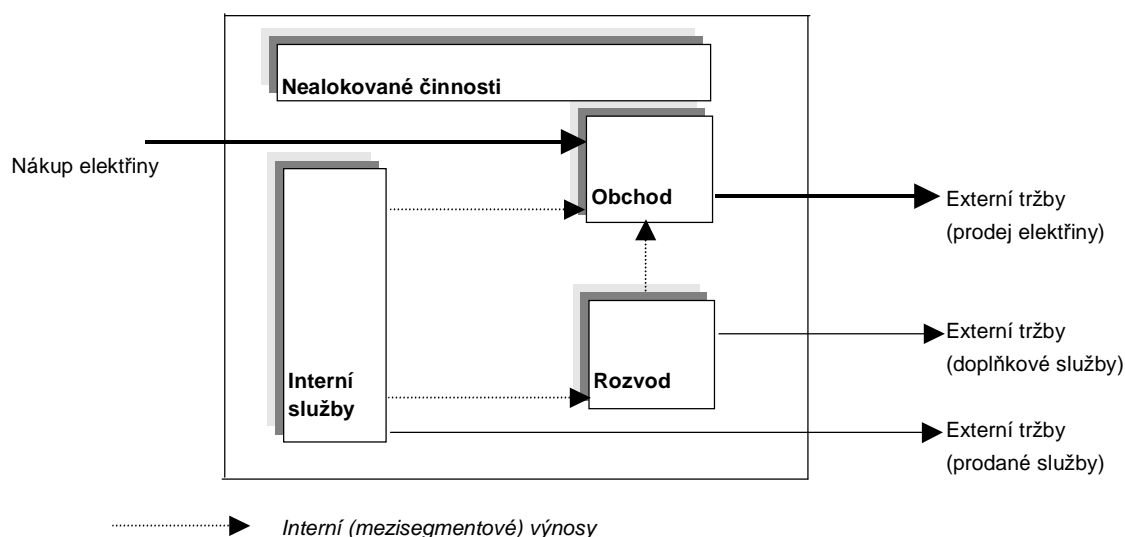 Nealokované činnosti
Nákup elektřiny
Obchod
Externí tržby
(prodej elektřiny)
Externí tržby
(doplňkové služby)
Interní
služby
Rozvod
Externí tržby
(prodané služby)
Interní (mezisegmentové) výnosy